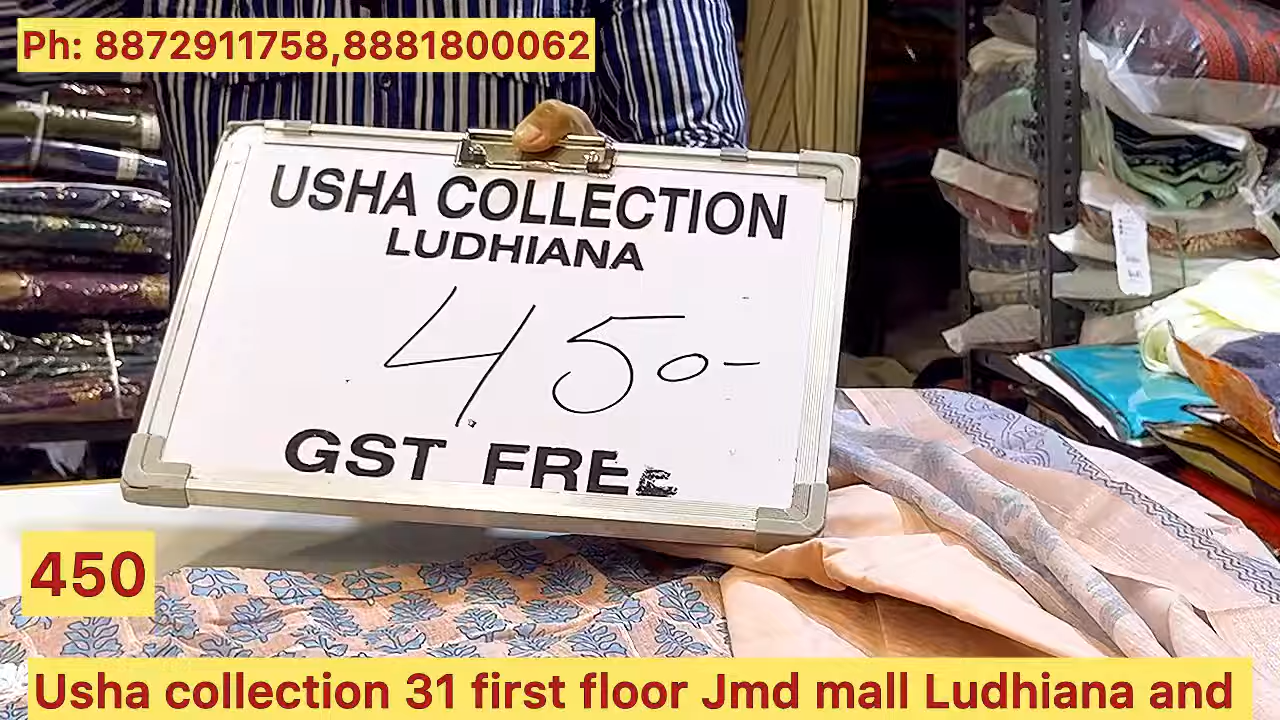 Ph: 8872911758,8881800062
USHA COLLECTION
LUDHIANA
450-
GST FREE
450
Usha collection 31 first floor Jmd mall Ludhiana and